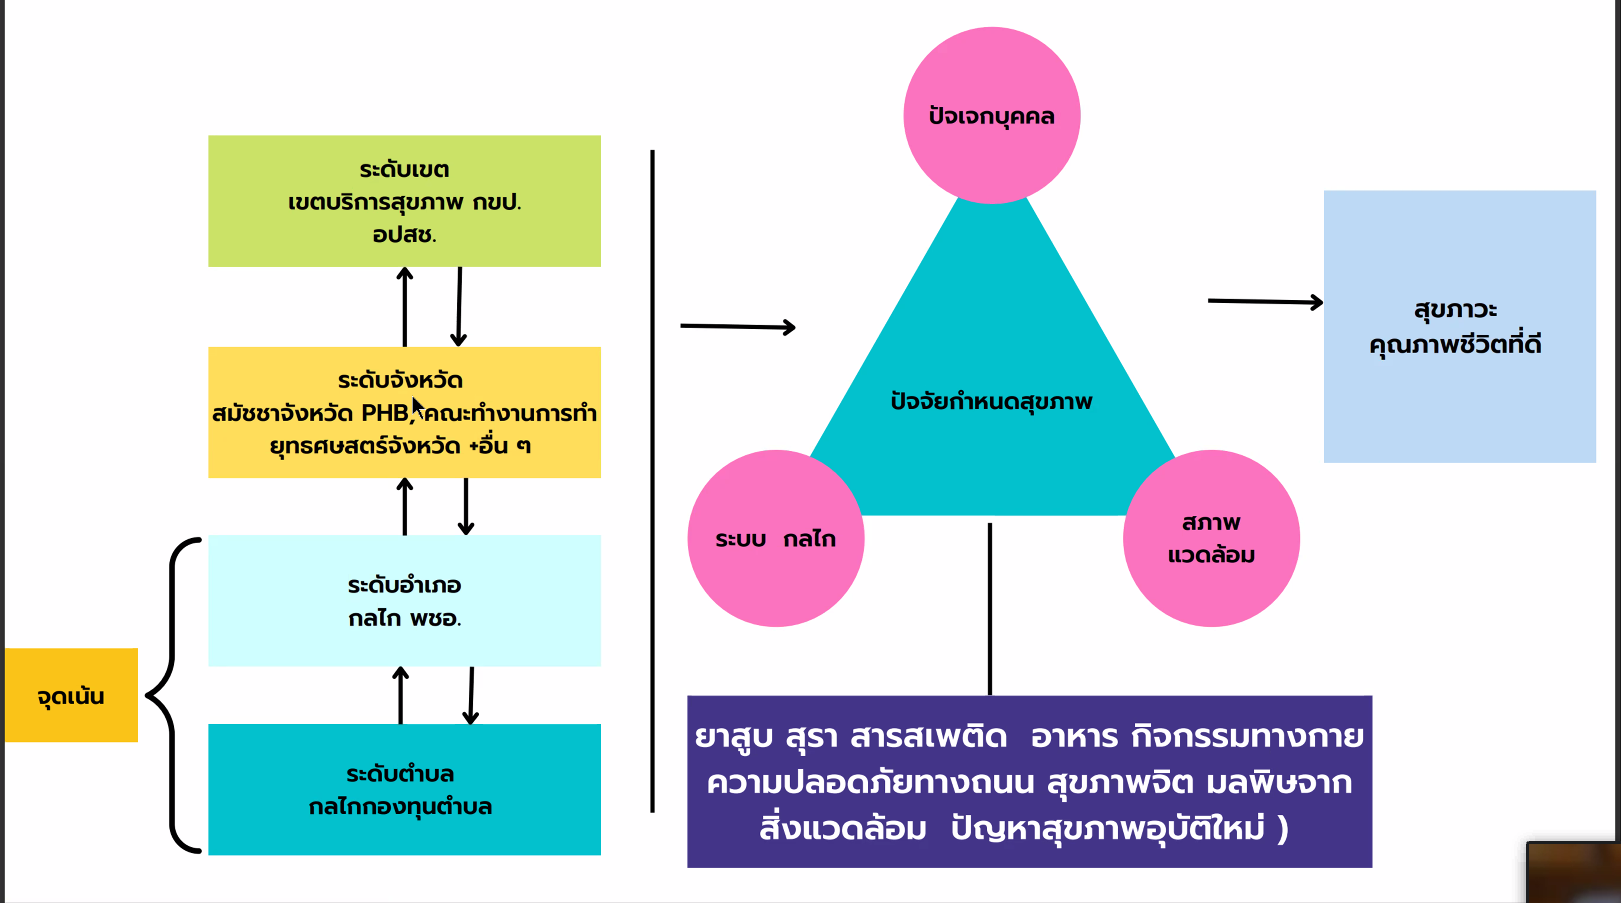 ระดับเขต
เขตบริการสุขภาพ กขป.
อปสช.
ระดับจังหวัด
สมัชชาจังหวัด PHB, คณะทำงานการทำ
ยุทธศษสตร์จังหวัด +อื่น ๆ
ระดับอำเภอ
กลไก พชอ.
จุดเน้น
ระดับตำบล
กลไกกองทุนตำบล
ปัจเจกบุคคล
ปัจจัยกำหนดสุขภาพ
ระบบ กลไก
สภาพ
แวดล้อม
ยาสูบ สุรา สารสเพติด อาหาร กิจกรรมทางกาย
ความปลอดภัยทางถนน สุขภาพจิต มลพิษจาก
สิ่งแวดล้อม ปัญหาสุขภาพอุบัติใหม่ )
สุขภาวะ
คุณภาพชีวิตที่ดี